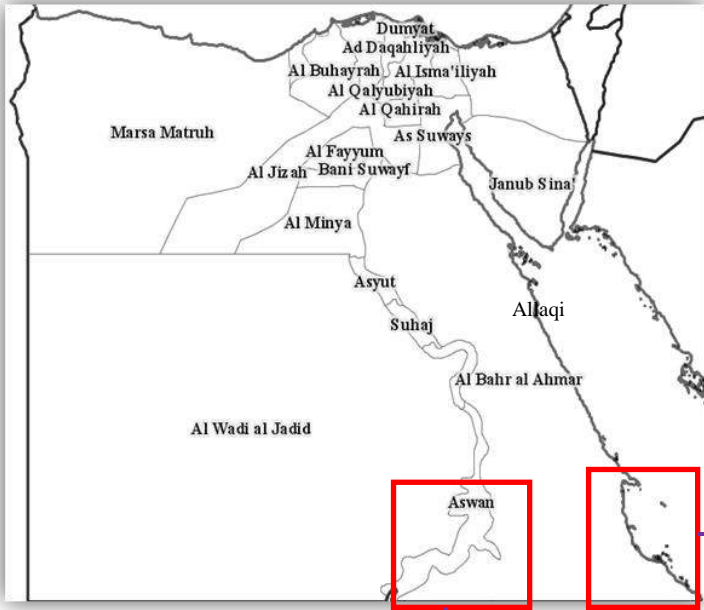 Dumyat
Ad Daqahliyah
Al Buhayrah
Al Isma'iliyah
Al Qalyubiyah
Al Qahirah
Marsa Matruh
As Suways
Al Fayyum
Al Jizah
Bani Suwayf
Janub Sina'
Al Minya
Asyut
Allaqi
Suhaj
Al Bahr al Ahmar
Al Wadi al Jadid
Aswan